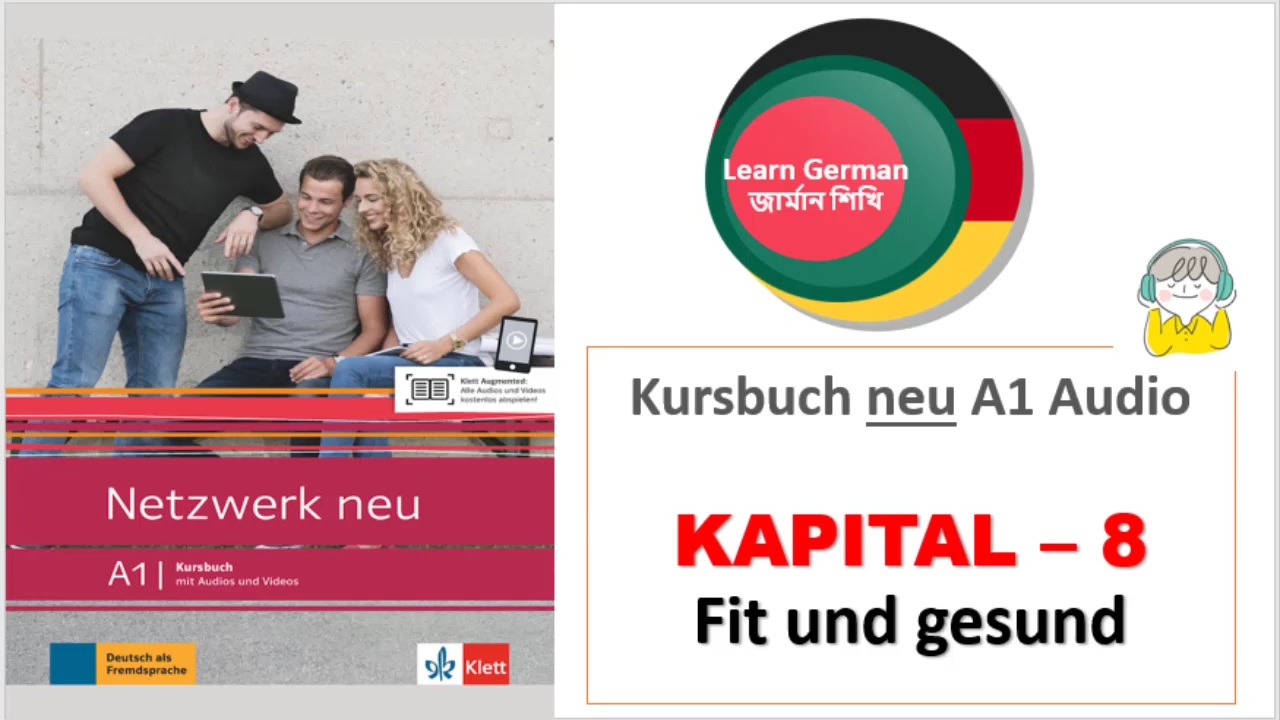 Klett Augmented:
Alle Audios und Videos
kostenlos abspielen!
Netzwerk neu
A1 | Kursbuch
mit Audios und Videos
Deutsch als
Fremdsprache
Klett
Learn German
জার্মান শিখি
Kursbuch neu A1 Audio
KAPITAL – 8
Fit und gesund